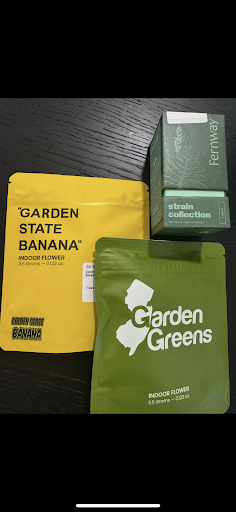 "GARDEN
STATE
BANANA"
INDOOR FLOWER
3.5 Grams — 0.123 oz.
GARDEN STATE
BANANA
Fernway
strain
collection
Garden
Greens
INDOOR FLOWER
3.5 Grams — 0.123 oz.